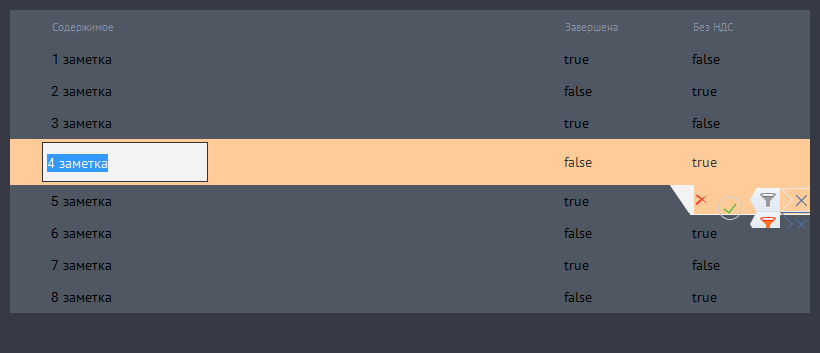 Содержимое Завершена Без НДС
1 заметка true false
2 заметка false true
3 заметка true false
4 заметка false true
5 заметка true
6 заметка false true
7 заметка true false
8 заметка false true